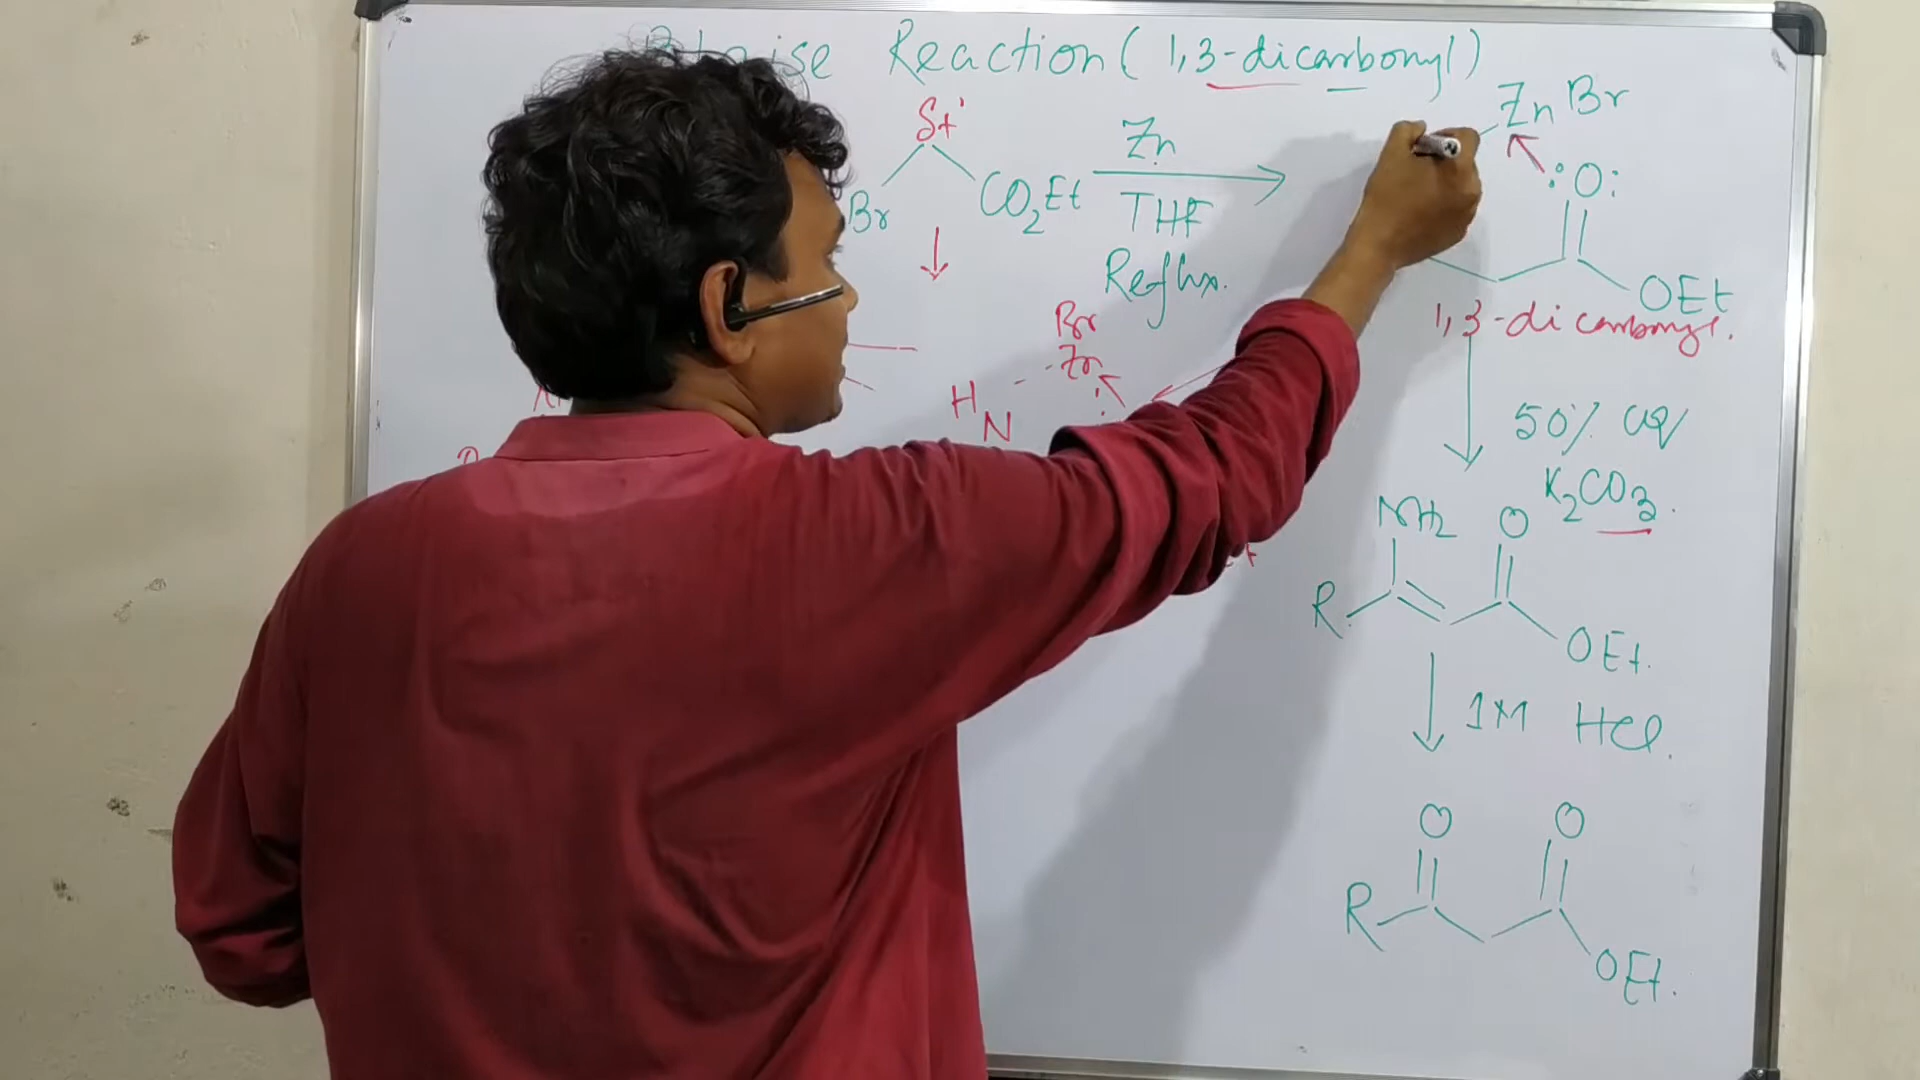 ise Reaction (1,3-dicarbonyl)
δ+
Br
CO2Et
Zn
THF
Reflux.
ZnBr
:O:
OEt
1,3-dicarbonyl.
Br
Zn
H
N
50% aq
K2CO3.
NH2 O
R
OEt.
1M HCl.
O O
R
OEt.